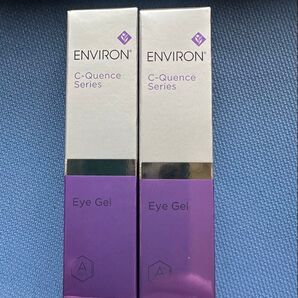 ENVIRON®
C-Quence
Series
Eye Gel
A
ENVIRON®
C-Quence
Series
Eye Gel
A